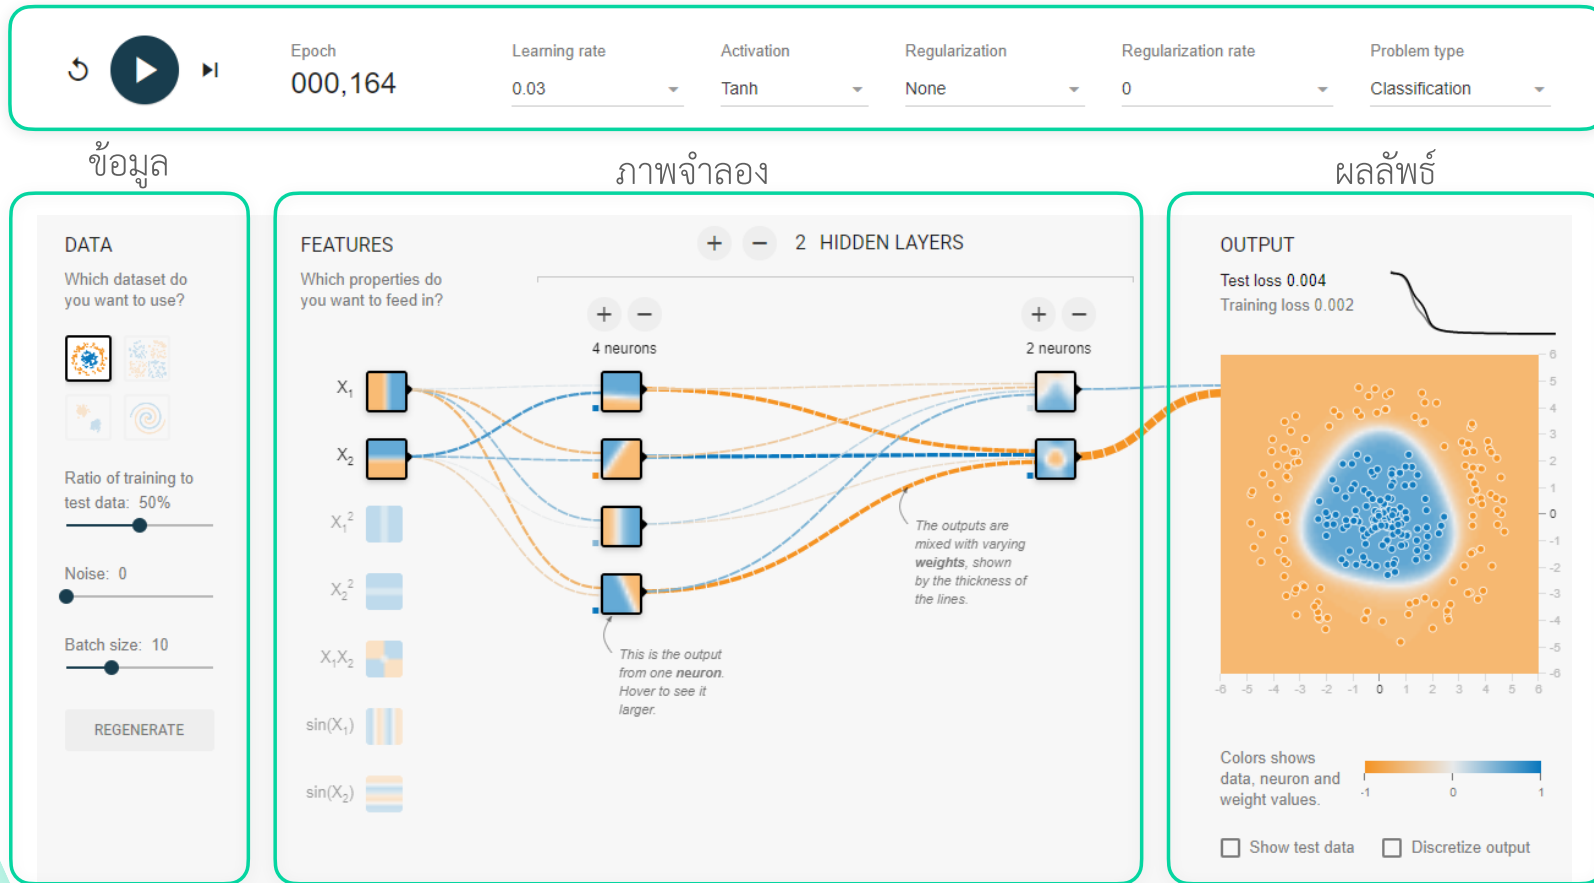 Epoch
000,164
Learning rate
0.03
Activation
Tanh
Regularization
None
Regularization rate
0
Problem type
Classification
ข้อมูล
ภาพจำลอง
ผลลัพธ์
DATA
Which dataset do
you want to use?
Ratio of training to
test data: 50%
Noise: 0
Batch size: 10
REGENERATE
FEATURES
Which properties do
you want to feed in?
X₁
X₂
X₁²
X₂²
X₁X₂
sin(X₁)
sin(X₂)
+ − 2 HIDDEN LAYERS
+ −
4 neurons
+ −
2 neurons
The outputs are
mixed with varying
weights, shown
by the thickness of
the lines.
This is the output
from one neuron.
Hover to see it
larger.
OUTPUT
Test loss 0.004
Training loss 0.002
6
5
4
3
2
1
0
-1
-2
-3
-4
-5
-6
-6 -5 -4 -3 -2 -1 0 1 2 3 4 5 6
Colors shows
data, neuron and
weight values.
-1 0 1
Show test data
Discretize output